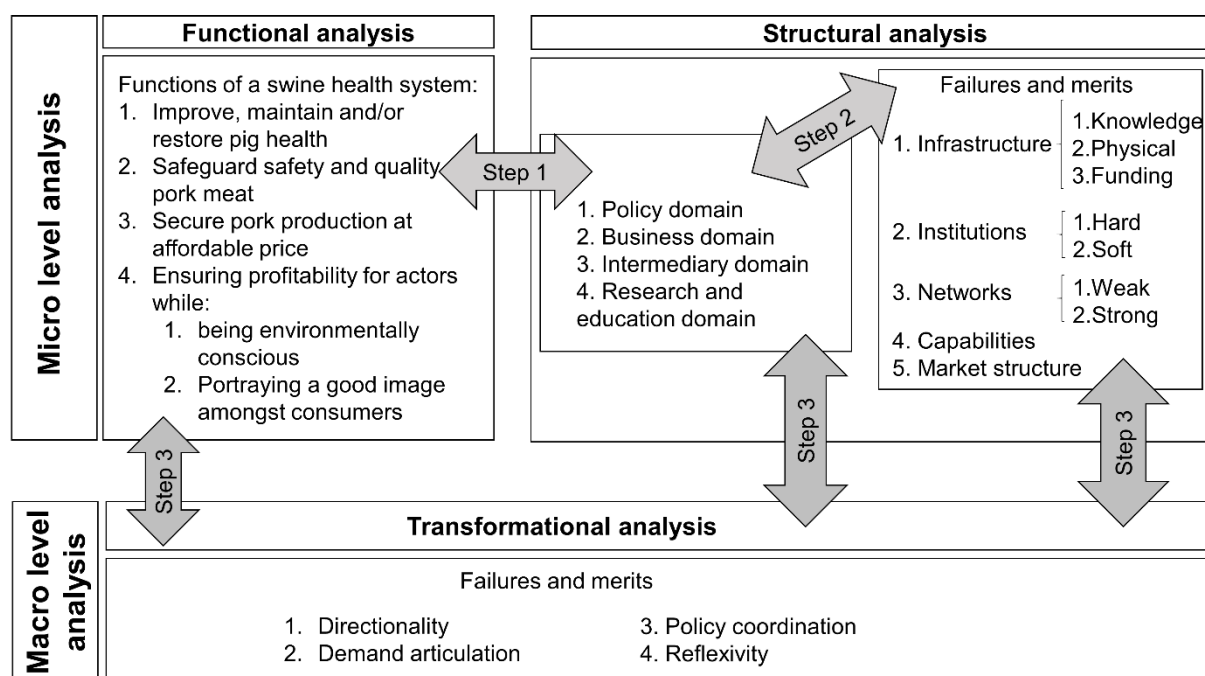 Micro level analysis
Functional analysis
Functions of a swine health system:
1. Improve, maintain and/or
restore pig health
2. Safeguard safety and quality
pork meat
3. Secure pork production at
affordable price
4. Ensuring profitability for actors
while:
1. being environmentally
conscious
2. Portraying a good image
amongst consumers
Step 1
Structural analysis
1. Policy domain
2. Business domain
3. Intermediary domain
4. Research and
education domain
Step 2
Failures and merits
1. Infrastructure
1.Knowledge
2.Physical
3.Funding
2. Institutions
1.Hard
2.Soft
3. Networks
1.Weak
2.Strong
4. Capabilities
5. Market structure
Step 3
Step 3
Step 3
Macro level
analysis
Transformational analysis
Failures and merits
1. Directionality
2. Demand articulation
3. Policy coordination
4. Reflexivity